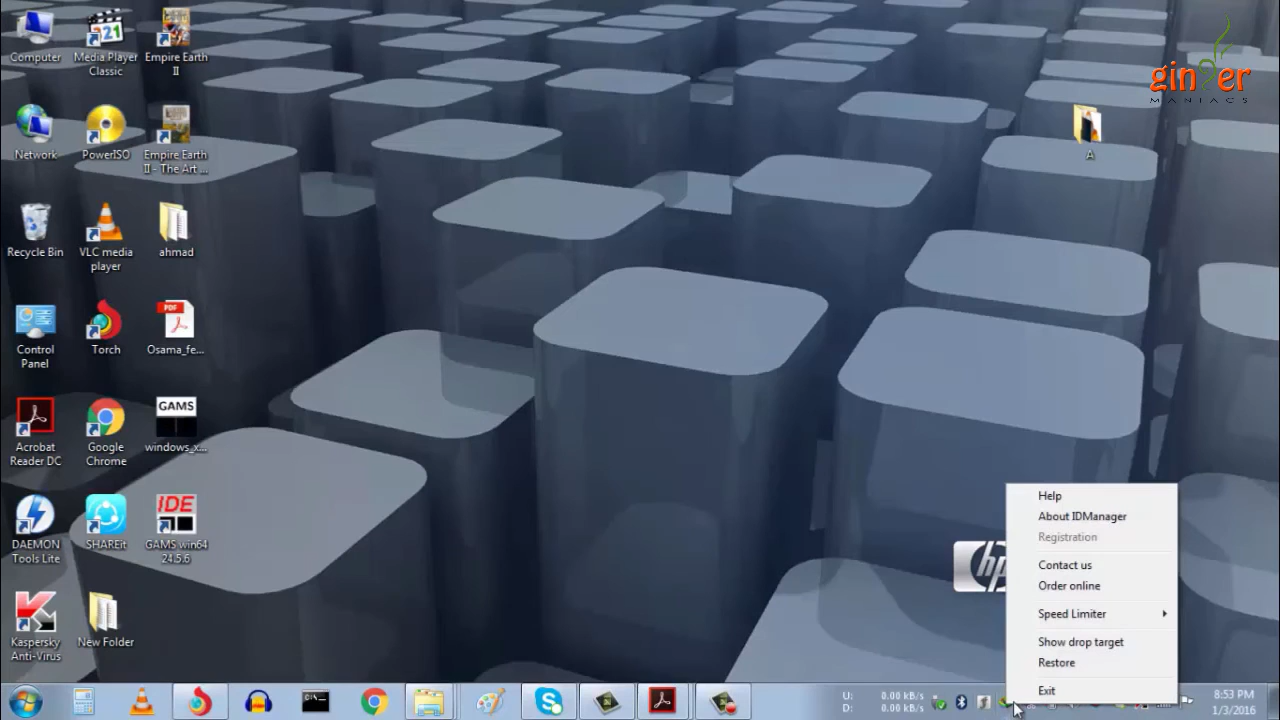 ginger
MANIACS
Computer
Media Player
Classic
Empire Earth
II
A
Network
PowerISO
Empire Earth
II - The Art ...
Recycle Bin
VLC media
player
ahmad
PDF
Control
Panel
Torch
Osama_fe...
GAMS
Acrobat
Reader DC
Google
Chrome
windows_x...
IDE
DAEMON
Tools Lite
SHAREit
GAMS win64
24.5.6
Kaspersky
Anti-Virus
New Folder
hp
Help
About IDManager
Registration
Contact us
Order online
Speed Limiter
Show drop target
Restore
Exit
U: 0.00 kB/s
D: 0.00 kB/s
8:53 PM
1/3/2016